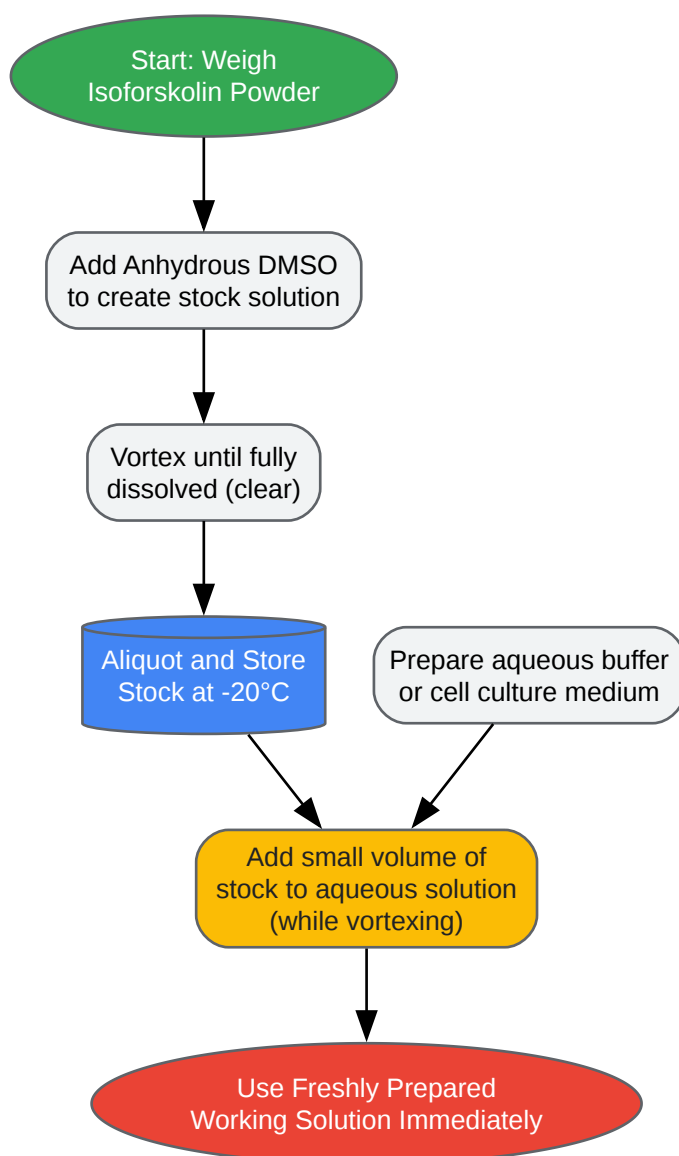 Start: Weigh
Isoforskolin Powder
Add Anhydrous DMSO
to create stock solution
Vortex until fully
dissolved (clear)
Aliquot and Store
Stock at -20°C
Prepare aqueous buffer
or cell culture medium
Add small volume of
stock to aqueous solution
(while vortexing)
Use Freshly Prepared
Working Solution Immediately